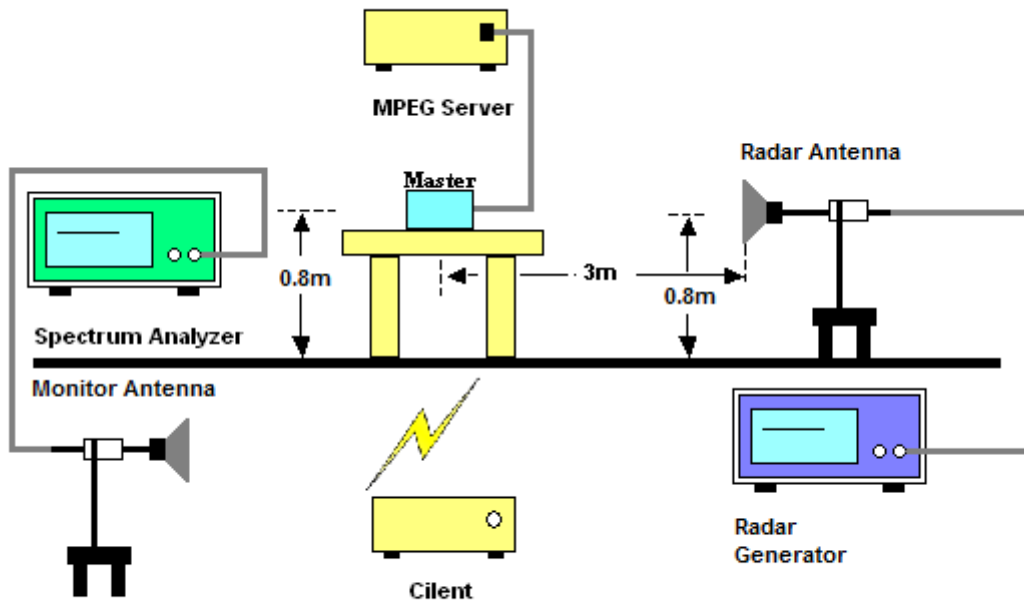 MPEG Server
Radar Antenna
Master
0.8m
3m
0.8m
Spectrum Analyzer
Monitor Antenna
Radar
Generator
Cilent